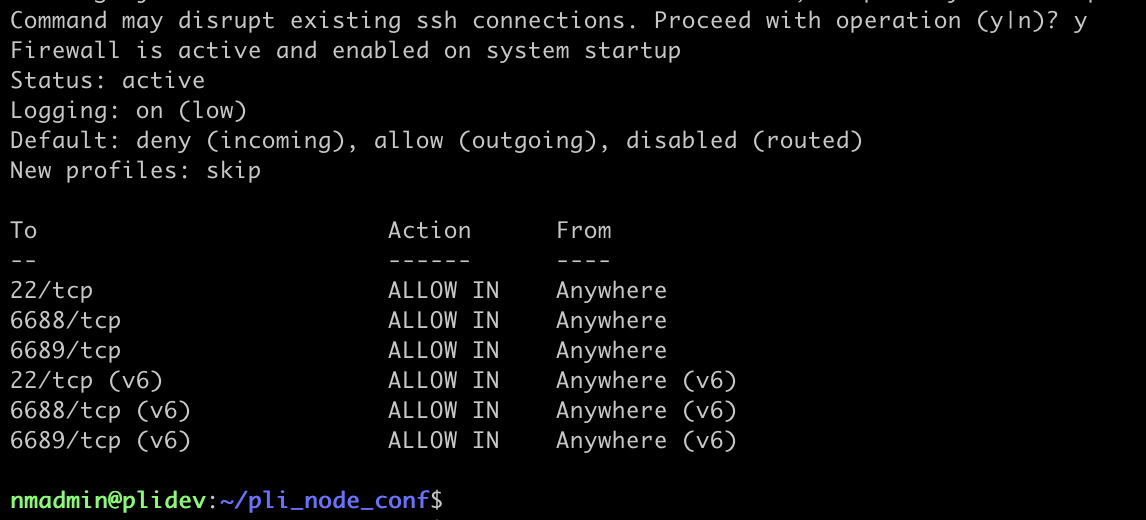 Command may disrupt existing ssh connections. Proceed with operation (y|n)? y
Firewall is active and enabled on system startup
Status: active
Logging: on (low)
Default: deny (incoming), allow (outgoing), disabled (routed)
New profiles: skip
To Action From
-- ------ ----
22/tcp ALLOW IN Anywhere
6688/tcp ALLOW IN Anywhere
6689/tcp ALLOW IN Anywhere
22/tcp (v6) ALLOW IN Anywhere (v6)
6688/tcp (v6) ALLOW IN Anywhere (v6)
6689/tcp (v6) ALLOW IN Anywhere (v6)
nmadmin@plidev:~/pli_node_conf$